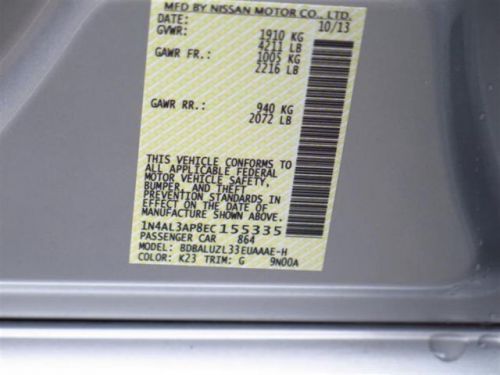 MFD BY NISSAN MOTOR CO., LTD.
DATE: 10/13
GVWR: 1910 KG
4211 LB
GAWR FR.: 1005 KG
2216 LB
GAWR RR.: 940 KG
2072 LB
THIS VEHICLE CONFORMS TO
ALL APPLICABLE FEDERAL
MOTOR VEHICLE SAFETY,
BUMPER, AND THEFT
PREVENTION STANDARDS IN
EFFECT ON THE DATE OF
MANUFACTURE SHOWN ABOVE.
1N4AL3AP8EC155335
PASSENGER CAR 864
MODEL: BDBALUZL33EUAAAE-H
COLOR: K23 TRIM: G 9N00A